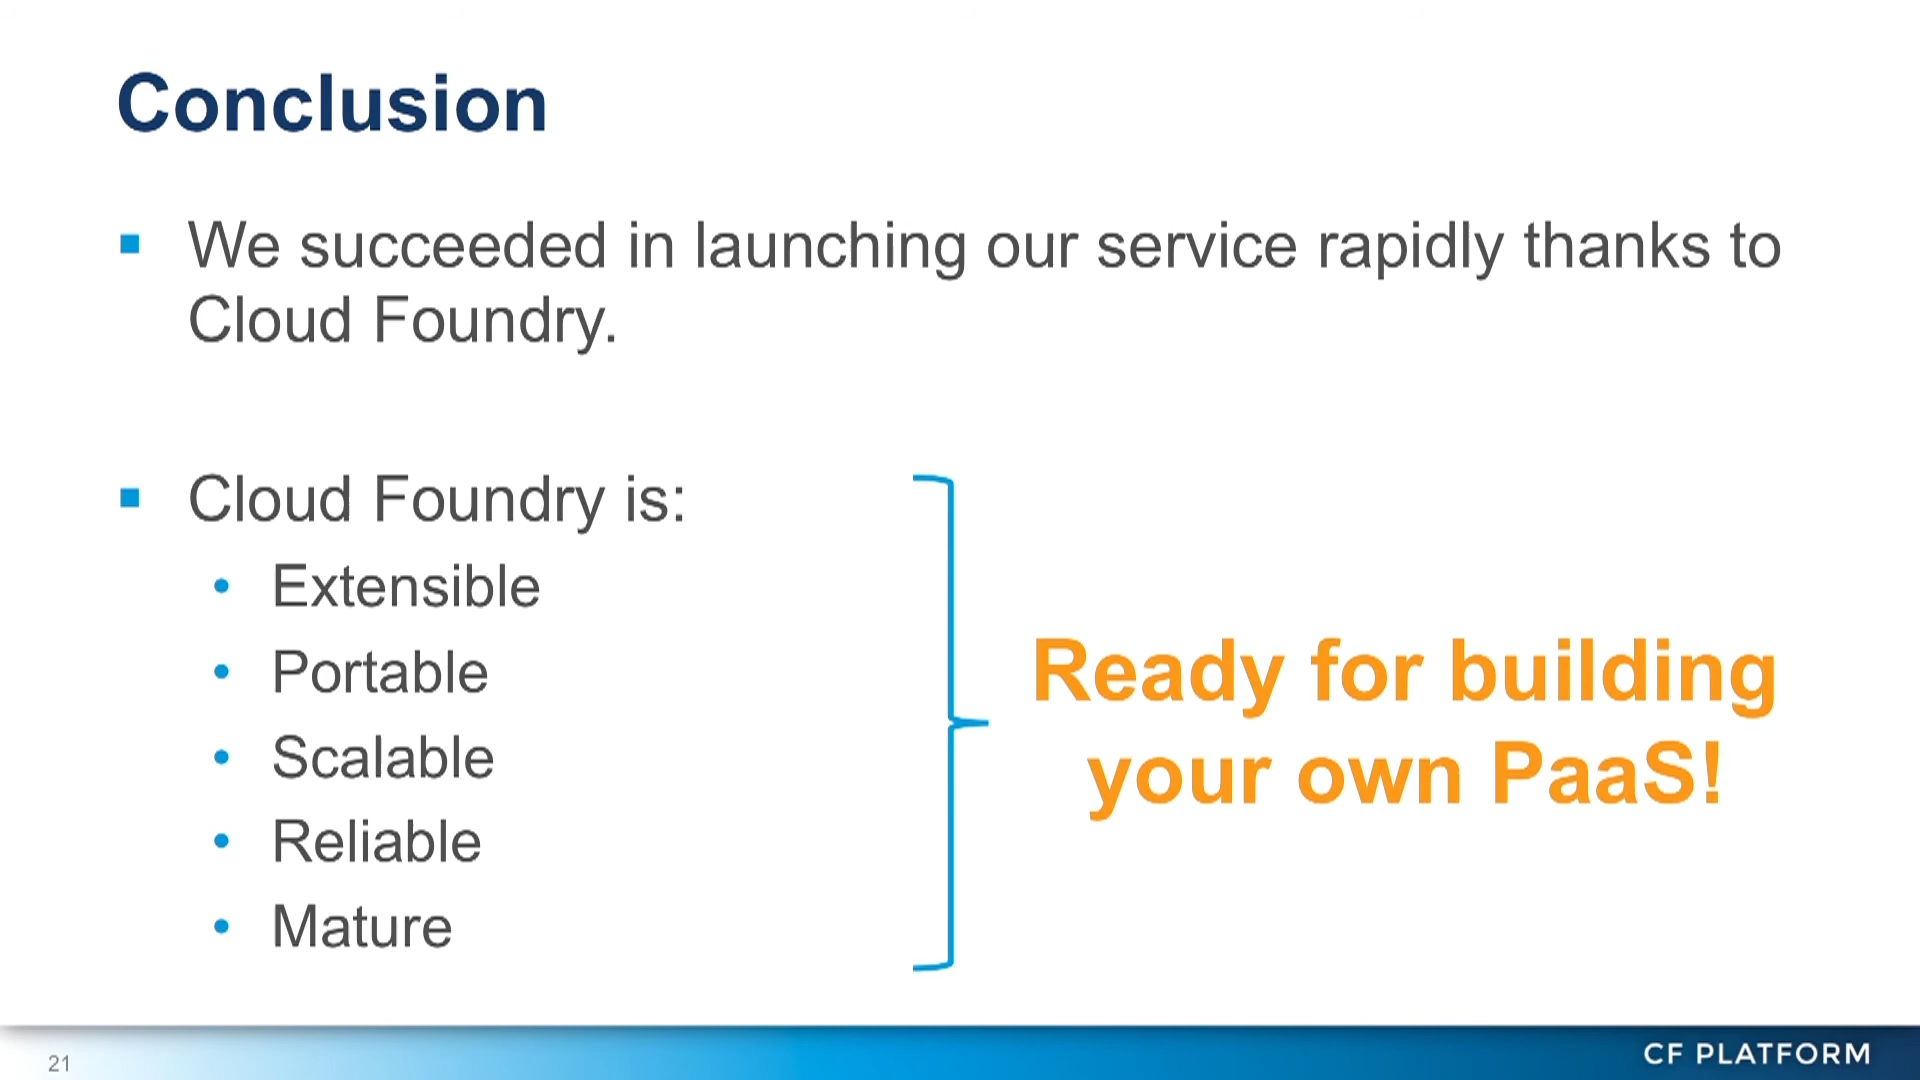 Conclusion
We succeeded in launching our service rapidly thanks to
Cloud Foundry.
Cloud Foundry is:
Extensible
Portable
Scalable
Reliable
Mature
Ready for building
your own PaaS!
21
CF PLATFORM